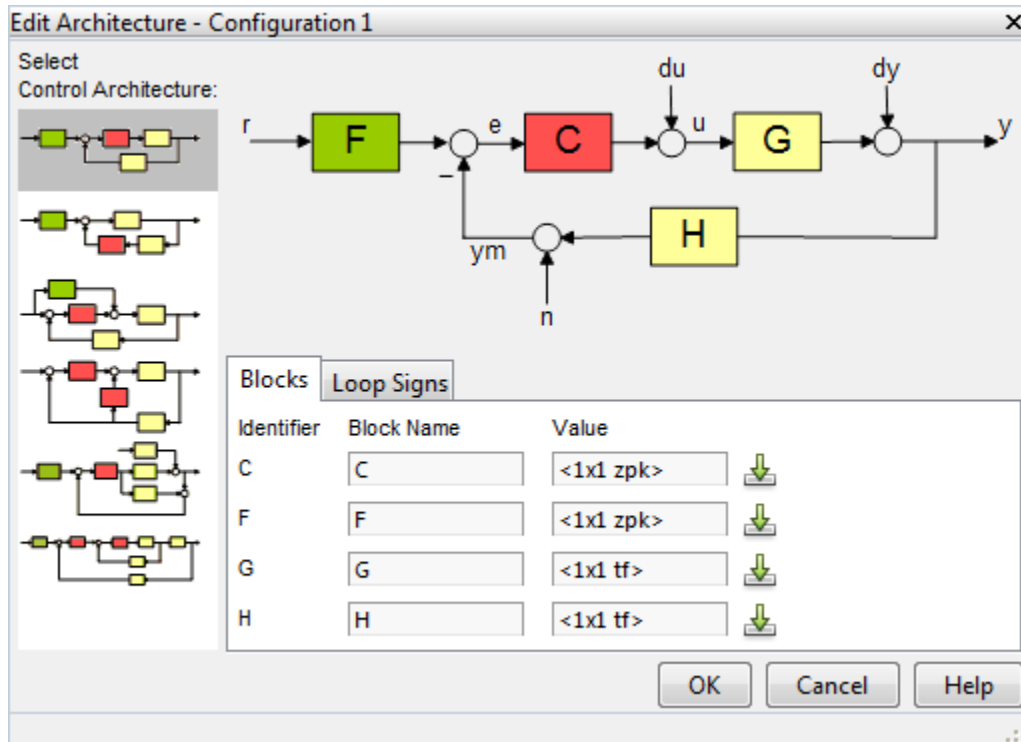 Edit Architecture - Configuration 1
Select
Control Architecture:
du
dy
r
F
e
C
u
G
y
–
H
ym
n
Blocks
Loop Signs
Identifier Block Name Value
C C <1x1 zpk>
F F <1x1 zpk>
G G <1x1 tf>
H H <1x1 tf>
OK Cancel Help